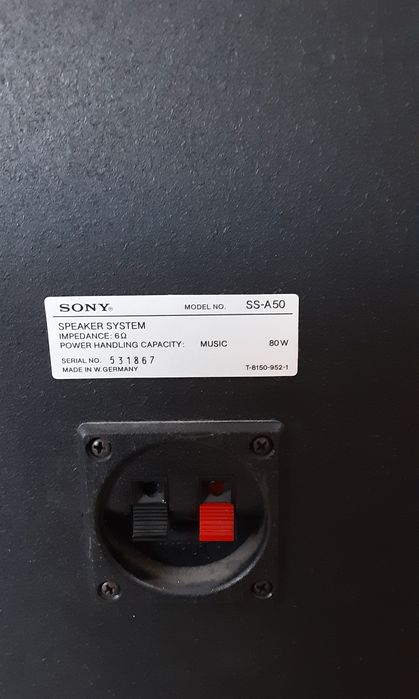 SONY® MODEL NO. SS-A50
SPEAKER SYSTEM
IMPEDANCE: 6Ω
POWER HANDLING CAPACITY: MUSIC 80W
SERIAL NO. 531867
MADE IN W.GERMANY T-8150-952-1